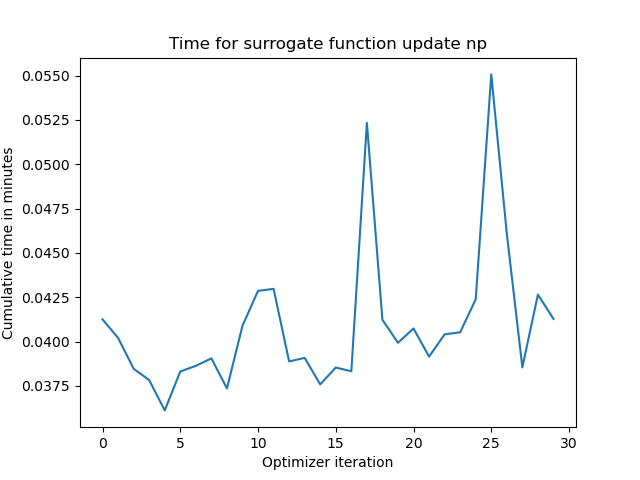 Time for surrogate function update np
Cumulative time in minutes
0.0550
0.0525
0.0500
0.0475
0.0450
0.0425
0.0400
0.0375
0 5 10 15 20 25 30
Optimizer iteration